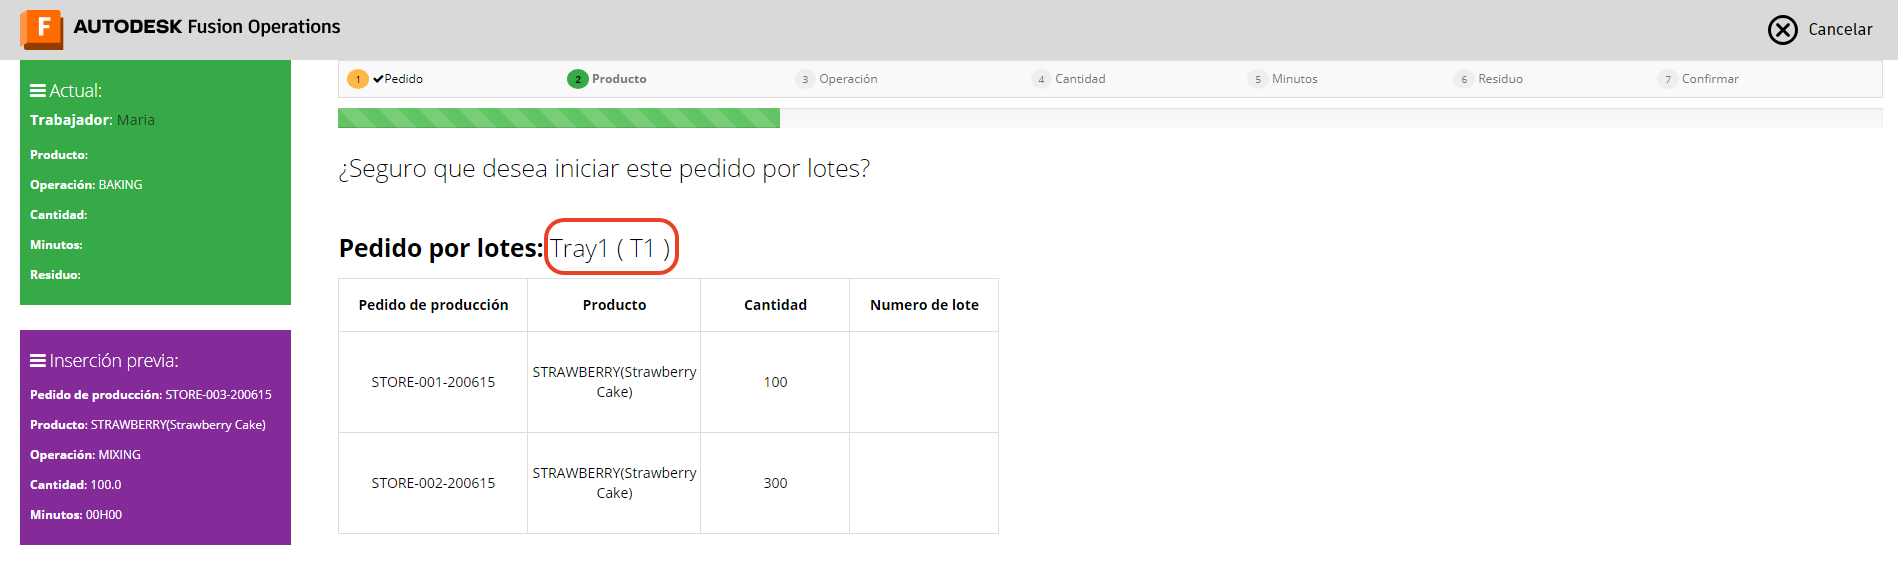 F AUTODESK Fusion Operations
Cancelar
Actual:
Trabajador: Maria
Producto:
Operación: BAKING
Cantidad:
Minutos:
Residuo:
Inserción previa:
Pedido de producción: STORE-003-200615
Producto: STRAWBERRY(Strawberry Cake)
Operación: MIXING
Cantidad: 100.0
Minutos: 00H00
1 Pedido 2 Producto 3 Operación 4 Cantidad 5 Minutos 6 Residuo 7 Confirmar
¿Seguro que desea iniciar este pedido por lotes?
Pedido por lotes: Tray1 ( T1 )
Pedido de producción Producto Cantidad Numero de lote
STORE-001-200615 STRAWBERRY(Strawberry
Cake) 100
STORE-002-200615 STRAWBERRY(Strawberry
Cake) 300